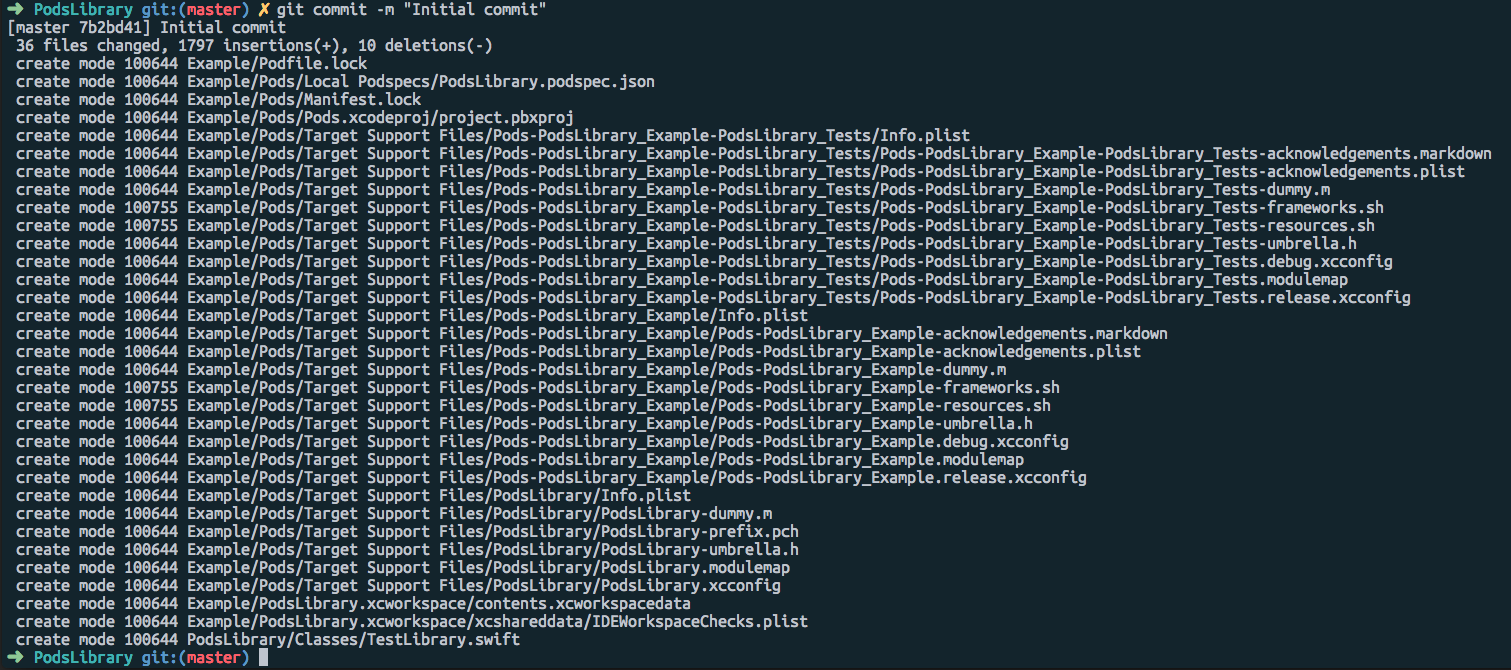 ➜ PodsLibrary git:(master) ✗ git commit -m "Initial commit"
[master 7b2bd41] Initial commit
36 files changed, 1797 insertions(+), 10 deletions(-)
create mode 100644 Example/Podfile.lock
create mode 100644 Example/Pods/Local Podspecs/PodsLibrary.podspec.json
create mode 100644 Example/Pods/Manifest.lock
create mode 100644 Example/Pods/Pods.xcodeproj/project.pbxproj
create mode 100644 Example/Pods/Target Support Files/Pods-PodsLibrary_Example-PodsLibrary_Tests/Info.plist
create mode 100644 Example/Pods/Target Support Files/Pods-PodsLibrary_Example-PodsLibrary_Tests/Pods-PodsLibrary_Example-PodsLibrary_Tests-acknowledgements.markdown
create mode 100644 Example/Pods/Target Support Files/Pods-PodsLibrary_Example-PodsLibrary_Tests/Pods-PodsLibrary_Example-PodsLibrary_Tests-acknowledgements.plist
create mode 100644 Example/Pods/Target Support Files/Pods-PodsLibrary_Example-PodsLibrary_Tests/Pods-PodsLibrary_Example-PodsLibrary_Tests-dummy.m
create mode 100755 Example/Pods/Target Support Files/Pods-PodsLibrary_Example-PodsLibrary_Tests/Pods-PodsLibrary_Example-PodsLibrary_Tests-frameworks.sh
create mode 100755 Example/Pods/Target Support Files/Pods-PodsLibrary_Example-PodsLibrary_Tests/Pods-PodsLibrary_Example-PodsLibrary_Tests-resources.sh
create mode 100644 Example/Pods/Target Support Files/Pods-PodsLibrary_Example-PodsLibrary_Tests/Pods-PodsLibrary_Example-PodsLibrary_Tests-umbrella.h
create mode 100644 Example/Pods/Target Support Files/Pods-PodsLibrary_Example-PodsLibrary_Tests/Pods-PodsLibrary_Example-PodsLibrary_Tests.debug.xcconfig
create mode 100644 Example/Pods/Target Support Files/Pods-PodsLibrary_Example-PodsLibrary_Tests/Pods-PodsLibrary_Example-PodsLibrary_Tests.modulemap
create mode 100644 Example/Pods/Target Support Files/Pods-PodsLibrary_Example-PodsLibrary_Tests/Pods-PodsLibrary_Example-PodsLibrary_Tests.release.xcconfig
create mode 100644 Example/Pods/Target Support Files/Pods-PodsLibrary_Example/Info.plist
create mode 100644 Example/Pods/Target Support Files/Pods-PodsLibrary_Example/Pods-PodsLibrary_Example-acknowledgements.markdown
create mode 100644 Example/Pods/Target Support Files/Pods-PodsLibrary_Example/Pods-PodsLibrary_Example-acknowledgements.plist
create mode 100644 Example/Pods/Target Support Files/Pods-PodsLibrary_Example/Pods-PodsLibrary_Example-dummy.m
create mode 100755 Example/Pods/Target Support Files/Pods-PodsLibrary_Example/Pods-PodsLibrary_Example-frameworks.sh
create mode 100755 Example/Pods/Target Support Files/Pods-PodsLibrary_Example/Pods-PodsLibrary_Example-resources.sh
create mode 100644 Example/Pods/Target Support Files/Pods-PodsLibrary_Example/Pods-PodsLibrary_Example-umbrella.h
create mode 100644 Example/Pods/Target Support Files/Pods-PodsLibrary_Example/Pods-PodsLibrary_Example.debug.xcconfig
create mode 100644 Example/Pods/Target Support Files/Pods-PodsLibrary_Example/Pods-PodsLibrary_Example.modulemap
create mode 100644 Example/Pods/Target Support Files/Pods-PodsLibrary_Example/Pods-PodsLibrary_Example.release.xcconfig
create mode 100644 Example/Pods/Target Support Files/PodsLibrary/Info.plist
create mode 100644 Example/Pods/Target Support Files/PodsLibrary/PodsLibrary-dummy.m
create mode 100644 Example/Pods/Target Support Files/PodsLibrary/PodsLibrary-prefix.pch
create mode 100644 Example/Pods/Target Support Files/PodsLibrary/PodsLibrary-umbrella.h
create mode 100644 Example/Pods/Target Support Files/PodsLibrary/PodsLibrary.modulemap
create mode 100644 Example/Pods/Target Support Files/PodsLibrary/PodsLibrary.xcconfig
create mode 100644 Example/PodsLibrary.xcworkspace/contents.xcworkspacedata
create mode 100644 Example/PodsLibrary.xcworkspace/xcshareddata/IDEWorkspaceChecks.plist
create mode 100644 PodsLibrary/Classes/TestLibrary.swift
➜ PodsLibrary git:(master)